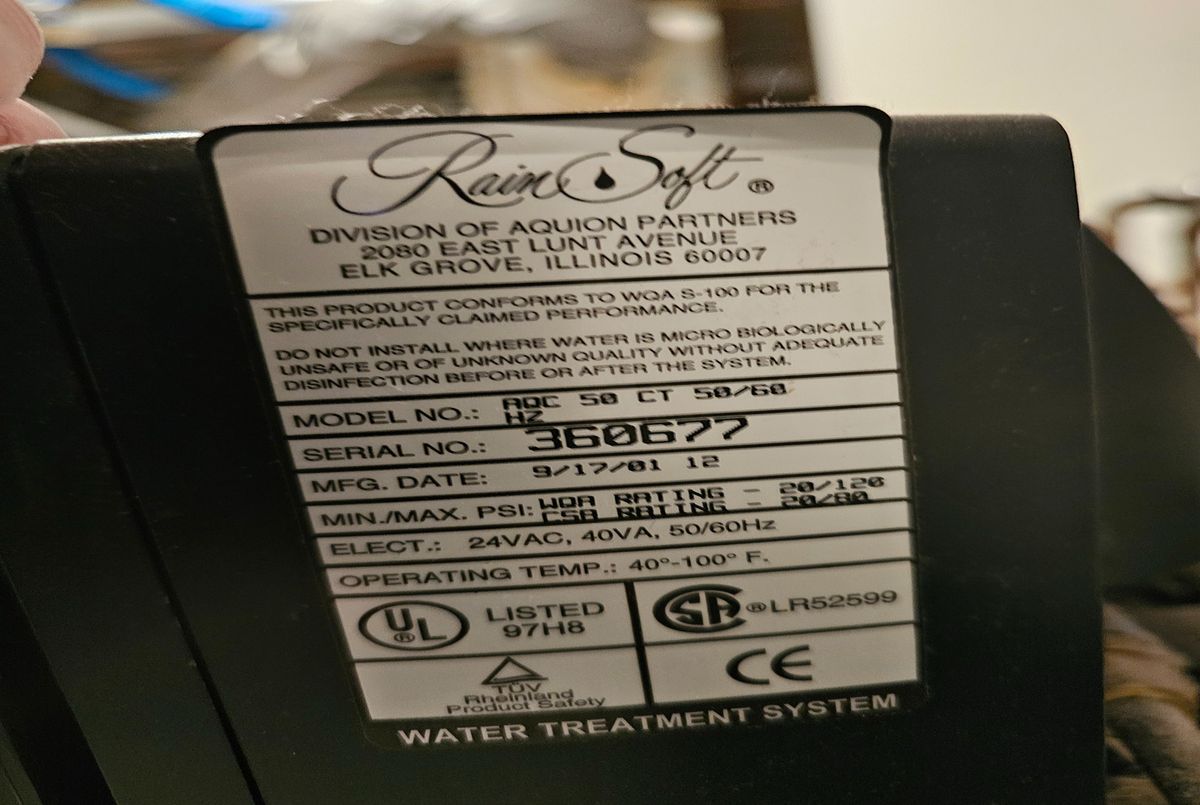 RainSoft®
DIVISION OF AQUION PARTNERS
2080 EAST LUNT AVENUE
ELK GROVE, ILLINOIS 60007
THIS PRODUCT CONFORMS TO WQA S-100 FOR THE
SPECIFICALLY CLAIMED PERFORMANCE.
DO NOT INSTALL WHERE WATER IS MICRO BIOLOGICALLY
UNSAFE OR OF UNKNOWN QUALITY WITHOUT ADEQUATE
DISINFECTION BEFORE OR AFTER THE SYSTEM.
MODEL NO.: AQC 50 CT 50/60
HZ
SERIAL NO.: 360677
MFG. DATE: 9/17/01 12
MIN./MAX. PSI: WQA RATING - 20/120
CSA RATING - 20/80
ELECT.: 24VAC, 40VA, 50/60Hz
OPERATING TEMP.: 40°-100° F.
UL® LISTED
97H8
SA ® LR52599
TÜV
Rheinland
Product Safety
CE
WATER TREATMENT SYSTEM